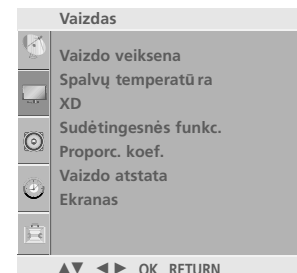 Vaizdas
Vaizdo veiksena
Spalvų temperatūra
XD
Sudėtingesnės funkc.
Proporc. koef.
Vaizdo atstata
Ekranas
▲▼ ◄► OK RETURN